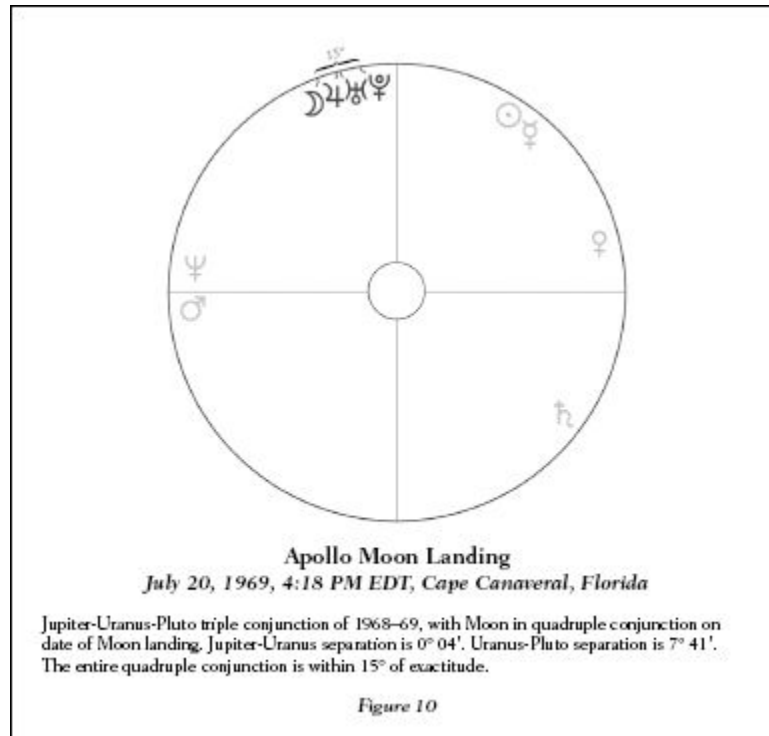 15°
Apollo Moon Landing
July 20, 1969, 4:18 PM EDT, Cape Canaveral, Florida
Jupiter-Uranus-Pluto triple conjunction of 1968–69, with Moon in quadruple conjunction on
date of Moon landing. Jupiter-Uranus separation is 0° 04'. Uranus-Pluto separation is 7° 41'.
The entire quadruple conjunction is within 15° of exactitude.
Figure 10